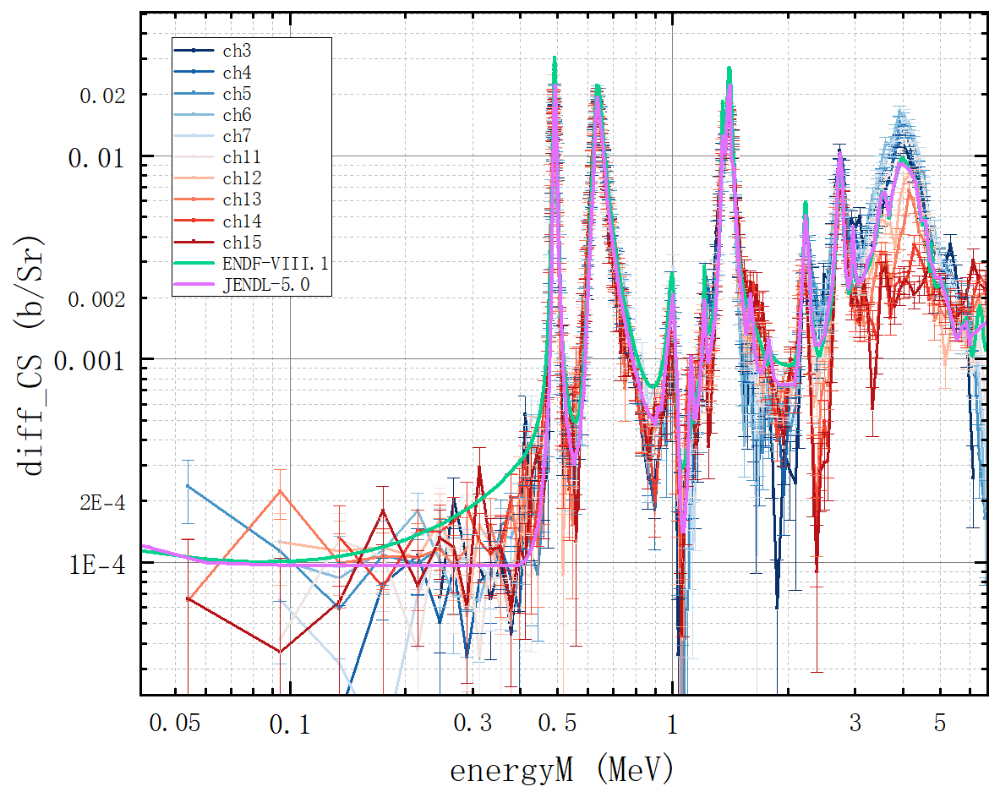 ch3
ch4
ch5
ch6
ch7
ch11
ch12
ch13
ch14
ch15
ENDF-VIII.1
JENDL-5.0
diff_CS (b/Sr)
0.02
0.01
0.002
0.001
2E-4
1E-4
0.05
0.1
0.3
0.5
1
3
5
energyM (MeV)